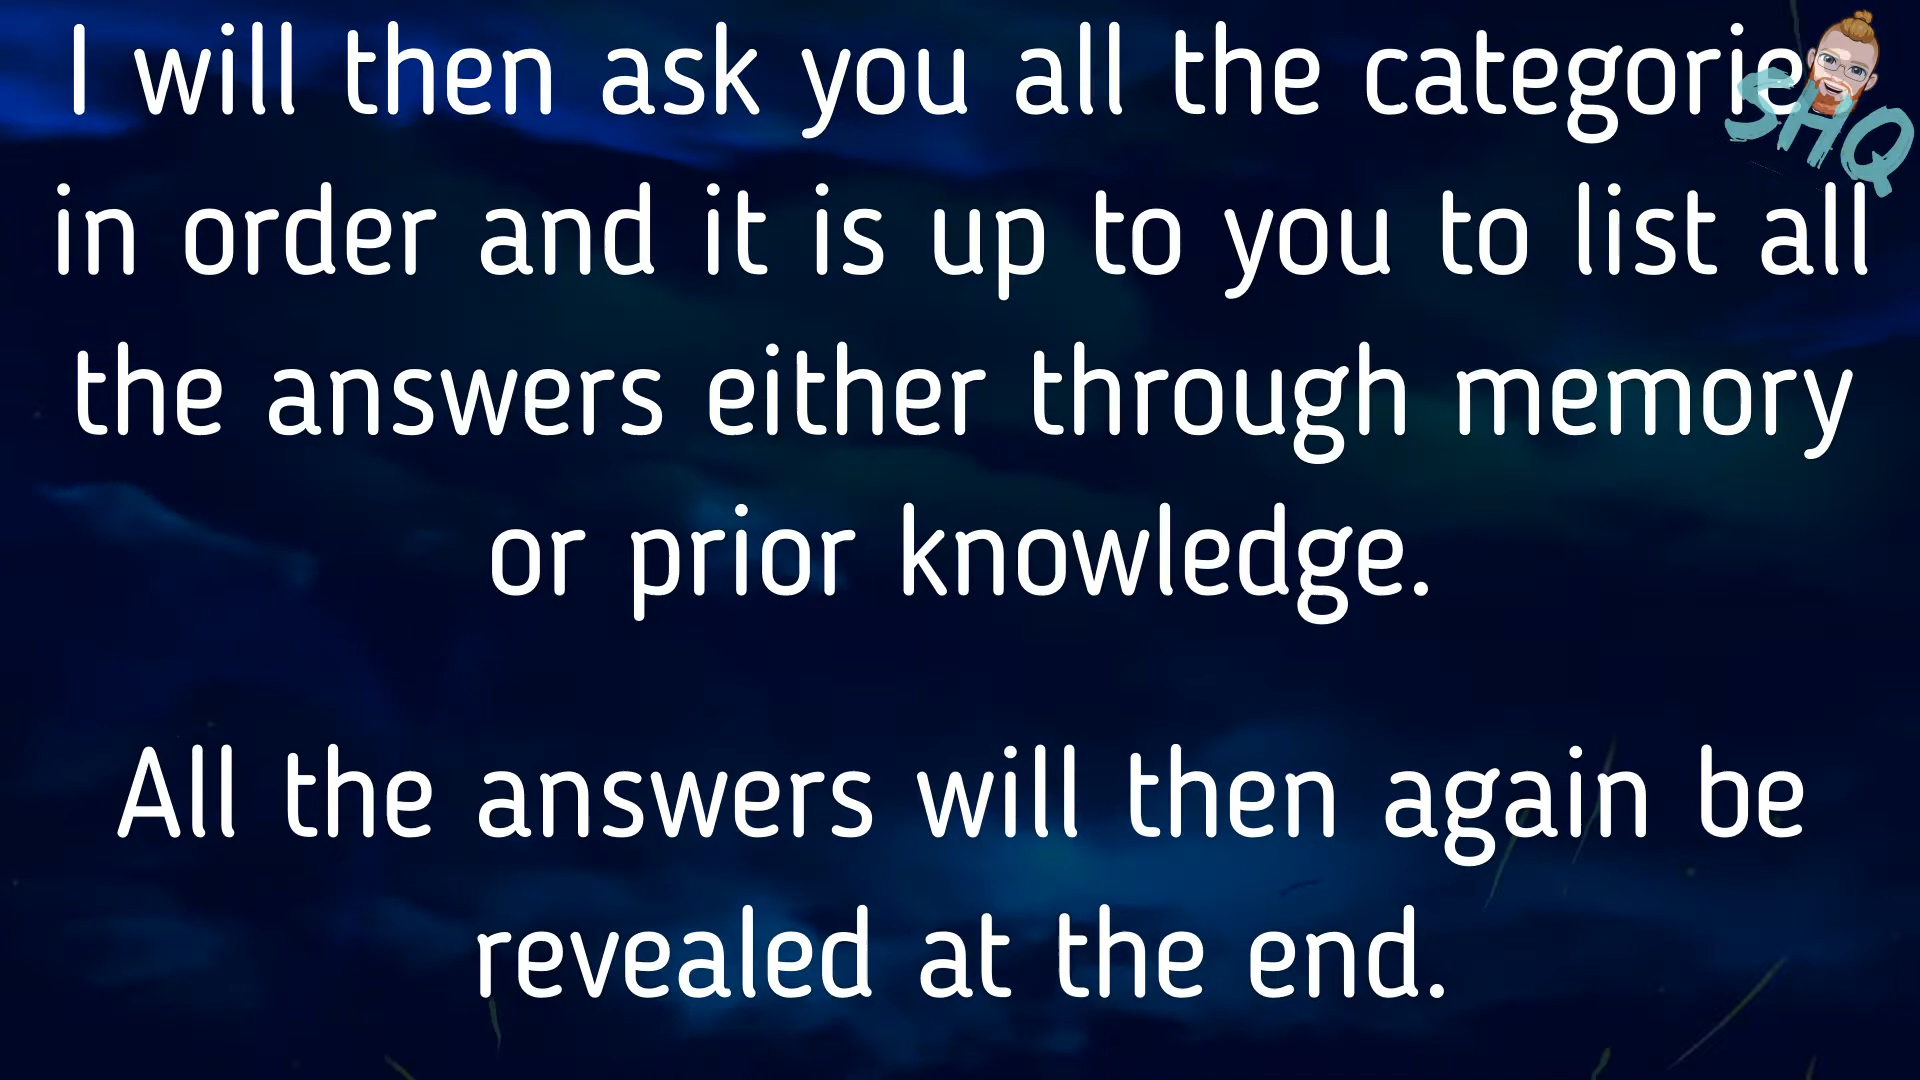 I will then ask you all the categorie
SHQ
in order and it is up to you to list all
the answers either through memory
or prior knowledge.
All the answers will then again be
revealed at the end.